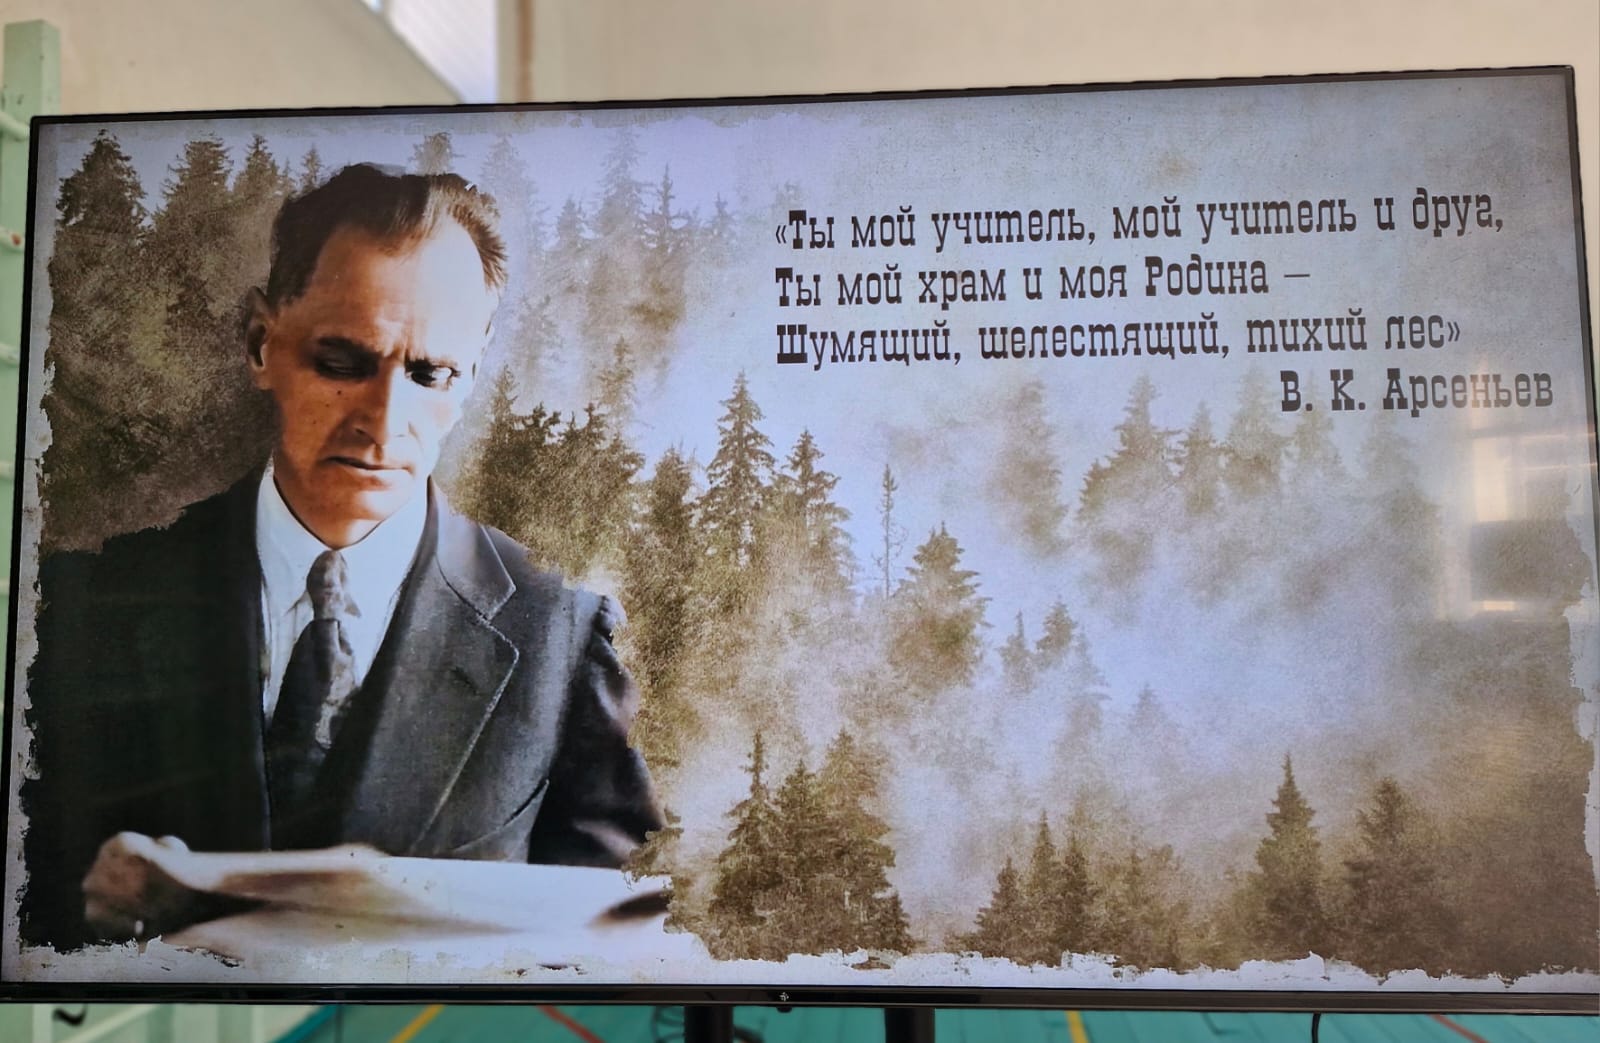 «Ты мой учитель, мой учитель и друг,
Ты мой храм и моя Родина –
Шумящий, шелестящий, тихий лес»
В. К. Арсеньев